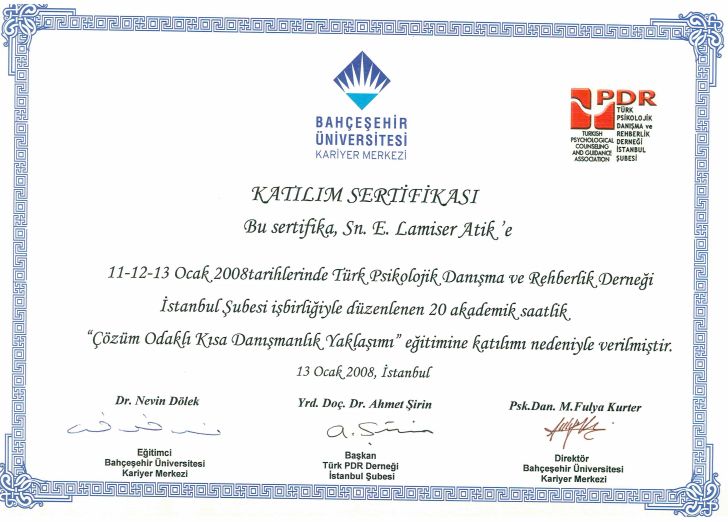 BAHÇEŞEHİR
ÜNİVERSİTESİ
KARİYER MERKEZİ
PDR
TÜRK
PSİKOLOJİK
DANIŞMA ve
REHBERLİK
DERNEĞİ
İSTANBUL
ŞUBESİ
TURKISH
PSYCHOLOGICAL
COUNSELING
AND GUIDANCE
ASSOCIATION
KATILIM SERTİFİKASI
Bu sertifika, Sn. E. Lamiser Atik 'e
11-12-13 Ocak 2008tarihlerinde Türk Psikolojik Danışma ve Rehberlik Derneği
İstanbul Şubesi işbirliğiyle düzenlenen 20 akademik saatlik
“Çözüm Odaklı Kısa Danışmanlık Yaklaşımı” eğitimine katılımı nedeniyle verilmiştir.
13 Ocak 2008, İstanbul
Dr. Nevin Dölek
Yrd. Doç. Dr. Ahmet Şirin
Psk.Dan. M.Fulya Kurter
A. Şirin
Eğitimci
Bahçeşehir Üniversitesi
Kariyer Merkezi
Başkan
Türk PDR Derneği
İstanbul Şubesi
Direktör
Bahçeşehir Üniversitesi
Kariyer Merkezi